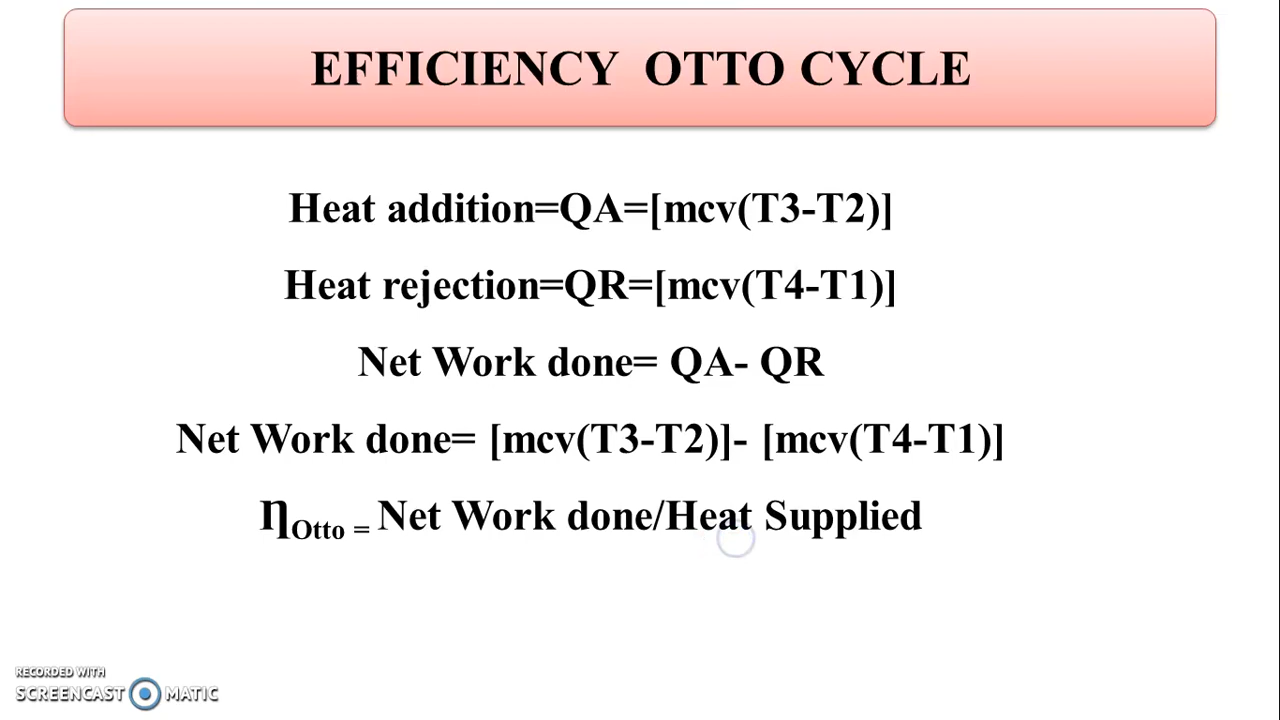 EFFICIENCY OTTO CYCLE
Heat addition=QA=[mcv(T3-T2)]
Heat rejection=QR=[mcv(T4-T1)]
Net Work done= QA- QR
Net Work done= [mcv(T3-T2)]- [mcv(T4-T1)]
ȠOtto = Net Work done/Heat Supplied
RECORDED WITH
SCREENCAST MATIC